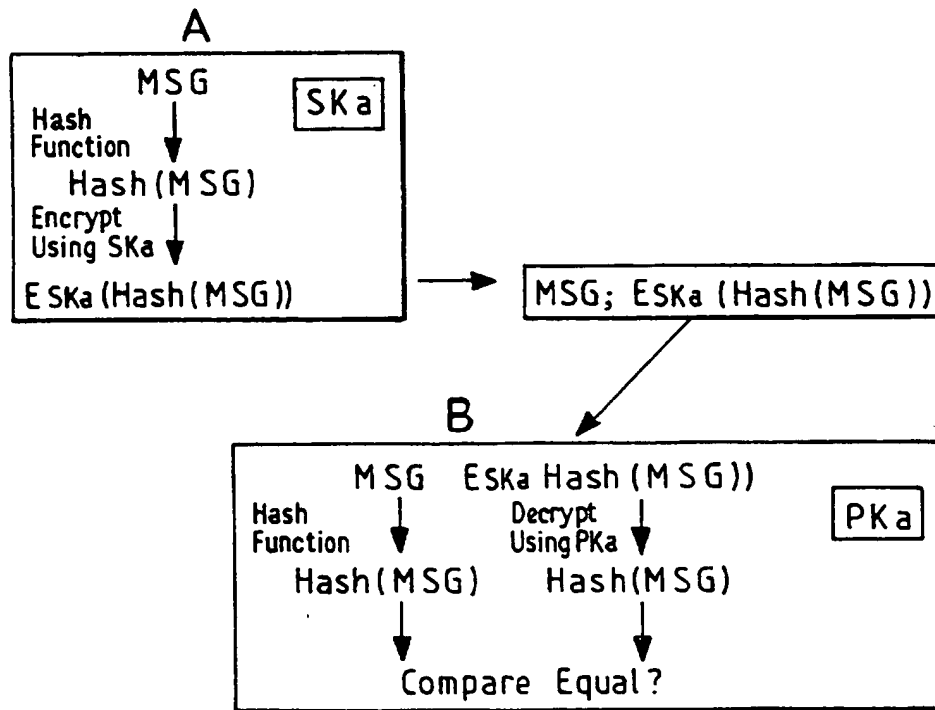 A
MSG
SKa
Hash
Function
Hash(MSG)
Encrypt
Using SKa
ESKa(Hash(MSG))
MSG; ESKa (Hash(MSG))
B
MSG ESKa Hash(MSG))
PKa
Hash
Function
Decrypt
Using PKa
Hash(MSG) Hash(MSG)
Compare Equal?